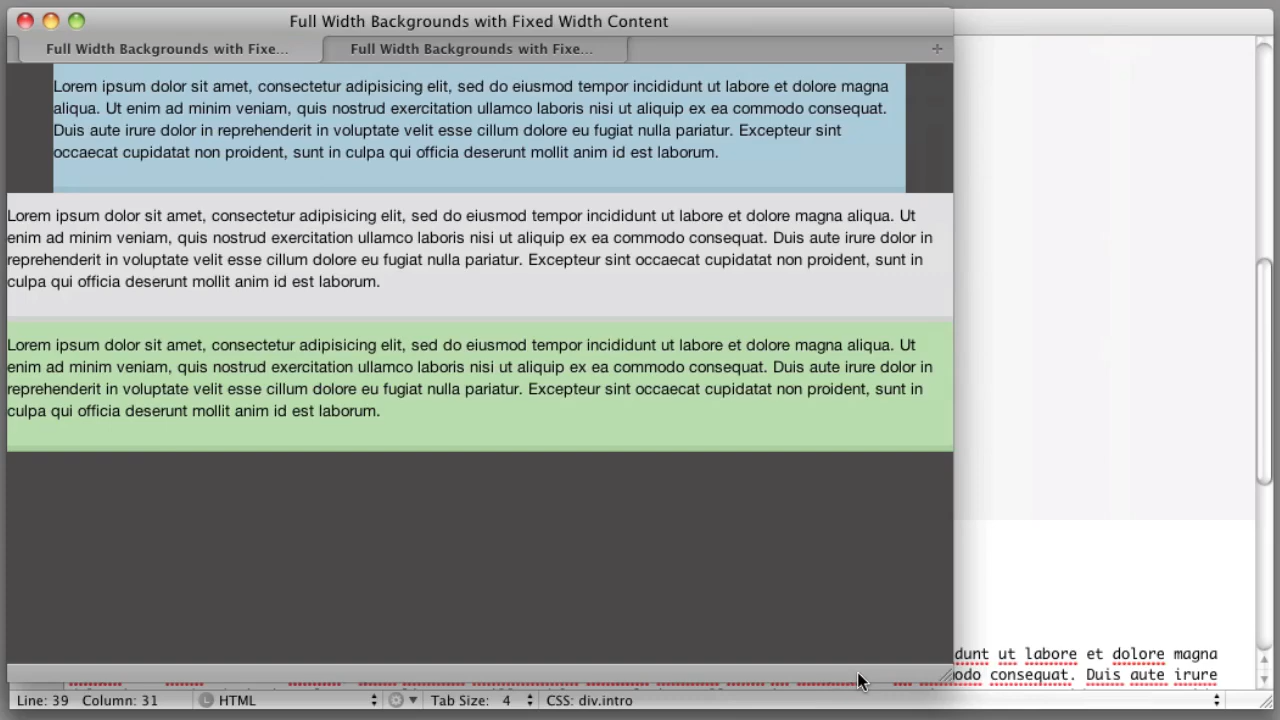 Full Width Backgrounds with Fixed Width Content
Full Width Backgrounds with Fixe... Full Width Backgrounds with Fixe...
Lorem ipsum dolor sit amet, consectetur adipisicing elit, sed do eiusmod tempor incididunt ut labore et dolore magna
aliqua. Ut enim ad minim veniam, quis nostrud exercitation ullamco laboris nisi ut aliquip ex ea commodo consequat.
Duis aute irure dolor in reprehenderit in voluptate velit esse cillum dolore eu fugiat nulla pariatur. Excepteur sint
occaecat cupidatat non proident, sunt in culpa qui officia deserunt mollit anim id est laborum.
Lorem ipsum dolor sit amet, consectetur adipisicing elit, sed do eiusmod tempor incididunt ut labore et dolore magna aliqua. Ut
enim ad minim veniam, quis nostrud exercitation ullamco laboris nisi ut aliquip ex ea commodo consequat. Duis aute irure dolor in
reprehenderit in voluptate velit esse cillum dolore eu fugiat nulla pariatur. Excepteur sint occaecat cupidatat non proident, sunt in
culpa qui officia deserunt mollit anim id est laborum.
Lorem ipsum dolor sit amet, consectetur adipisicing elit, sed do eiusmod tempor incididunt ut labore et dolore magna aliqua. Ut
enim ad minim veniam, quis nostrud exercitation ullamco laboris nisi ut aliquip ex ea commodo consequat. Duis aute irure dolor in
reprehenderit in voluptate velit esse cillum dolore eu fugiat nulla pariatur. Excepteur sint occaecat cupidatat non proident, sunt in
culpa qui officia deserunt mollit anim id est laborum.
dunt ut labore et dolore magna
odo consequat. Duis aute irure
Line: 39 Column: 31 L HTML Tab Size: 4 CSS: div.intro